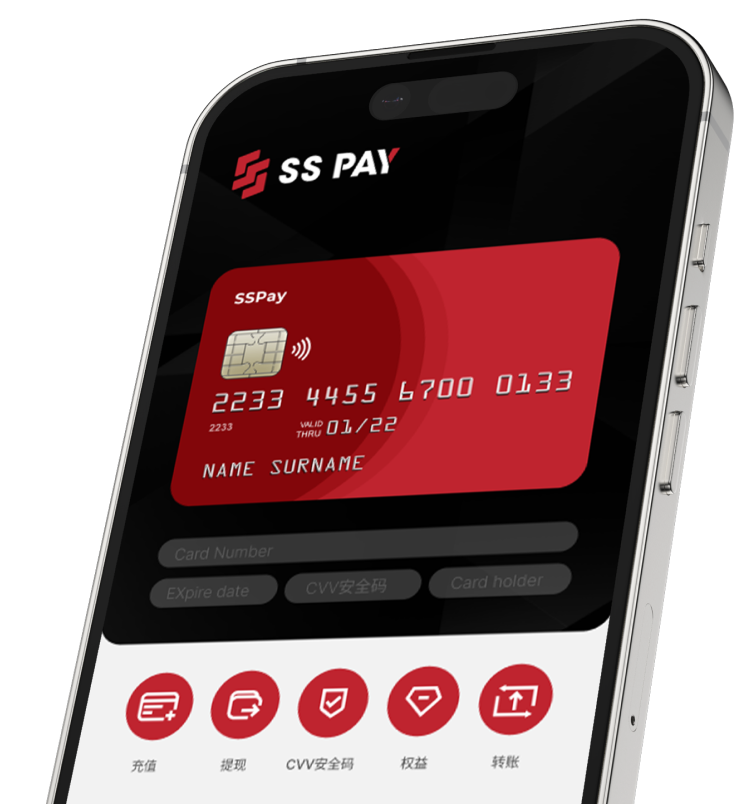 SS PAY
SSPay
2233 4455 6700 0133
2233
VALID THRU 01/22
NAME SURNAME
Card Number
EXpire date
CVV安全码
Card holder
充值
提现
CVV安全码
权益
转账